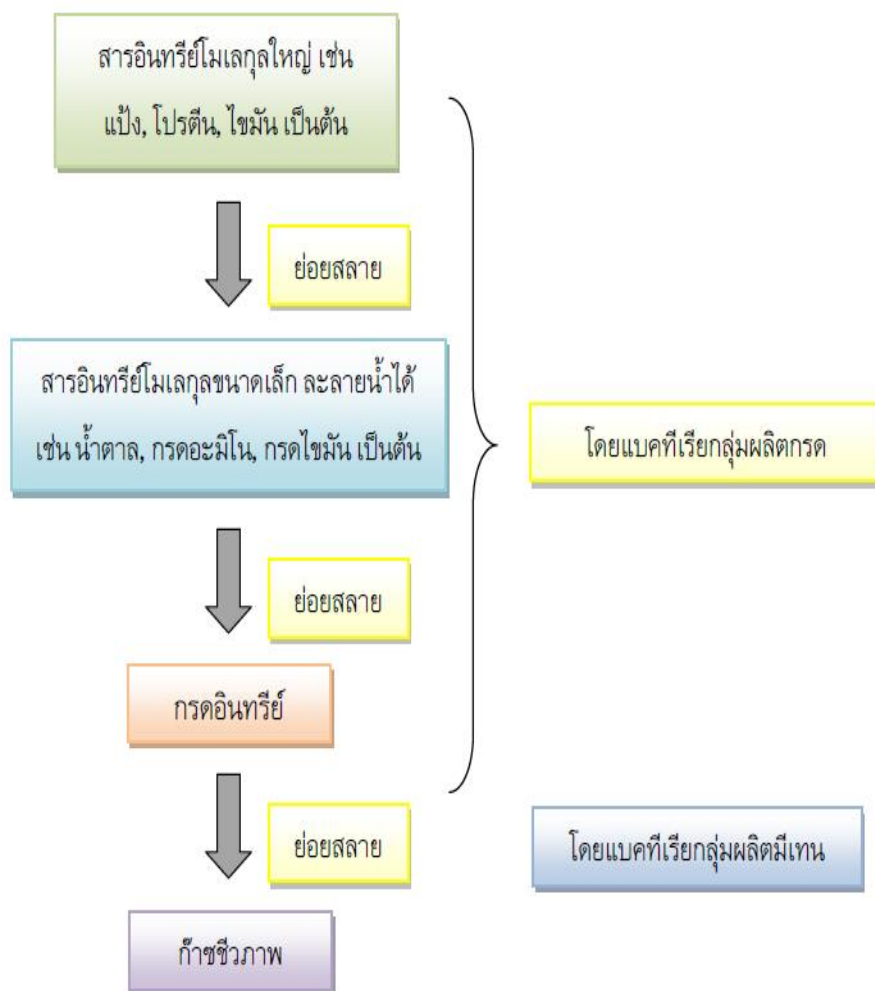 สารอินทรีย์โมเลกุลใหญ่ เช่น
แป้ง, โปรตีน, ไขมัน เป็นต้น
ย่อยสลาย
สารอินทรีย์โมเลกุลขนาดเล็ก ละลายน้ำได้
เช่น น้ำตาล, กรดอะมิโน, กรดไขมัน เป็นต้น
โดยแบคทีเรียกลุ่มผลิตกรด
ย่อยสลาย
กรดอินทรีย์
ย่อยสลาย
โดยแบคทีเรียกลุ่มผลิตมีเทน
ก๊าซชีวภาพ